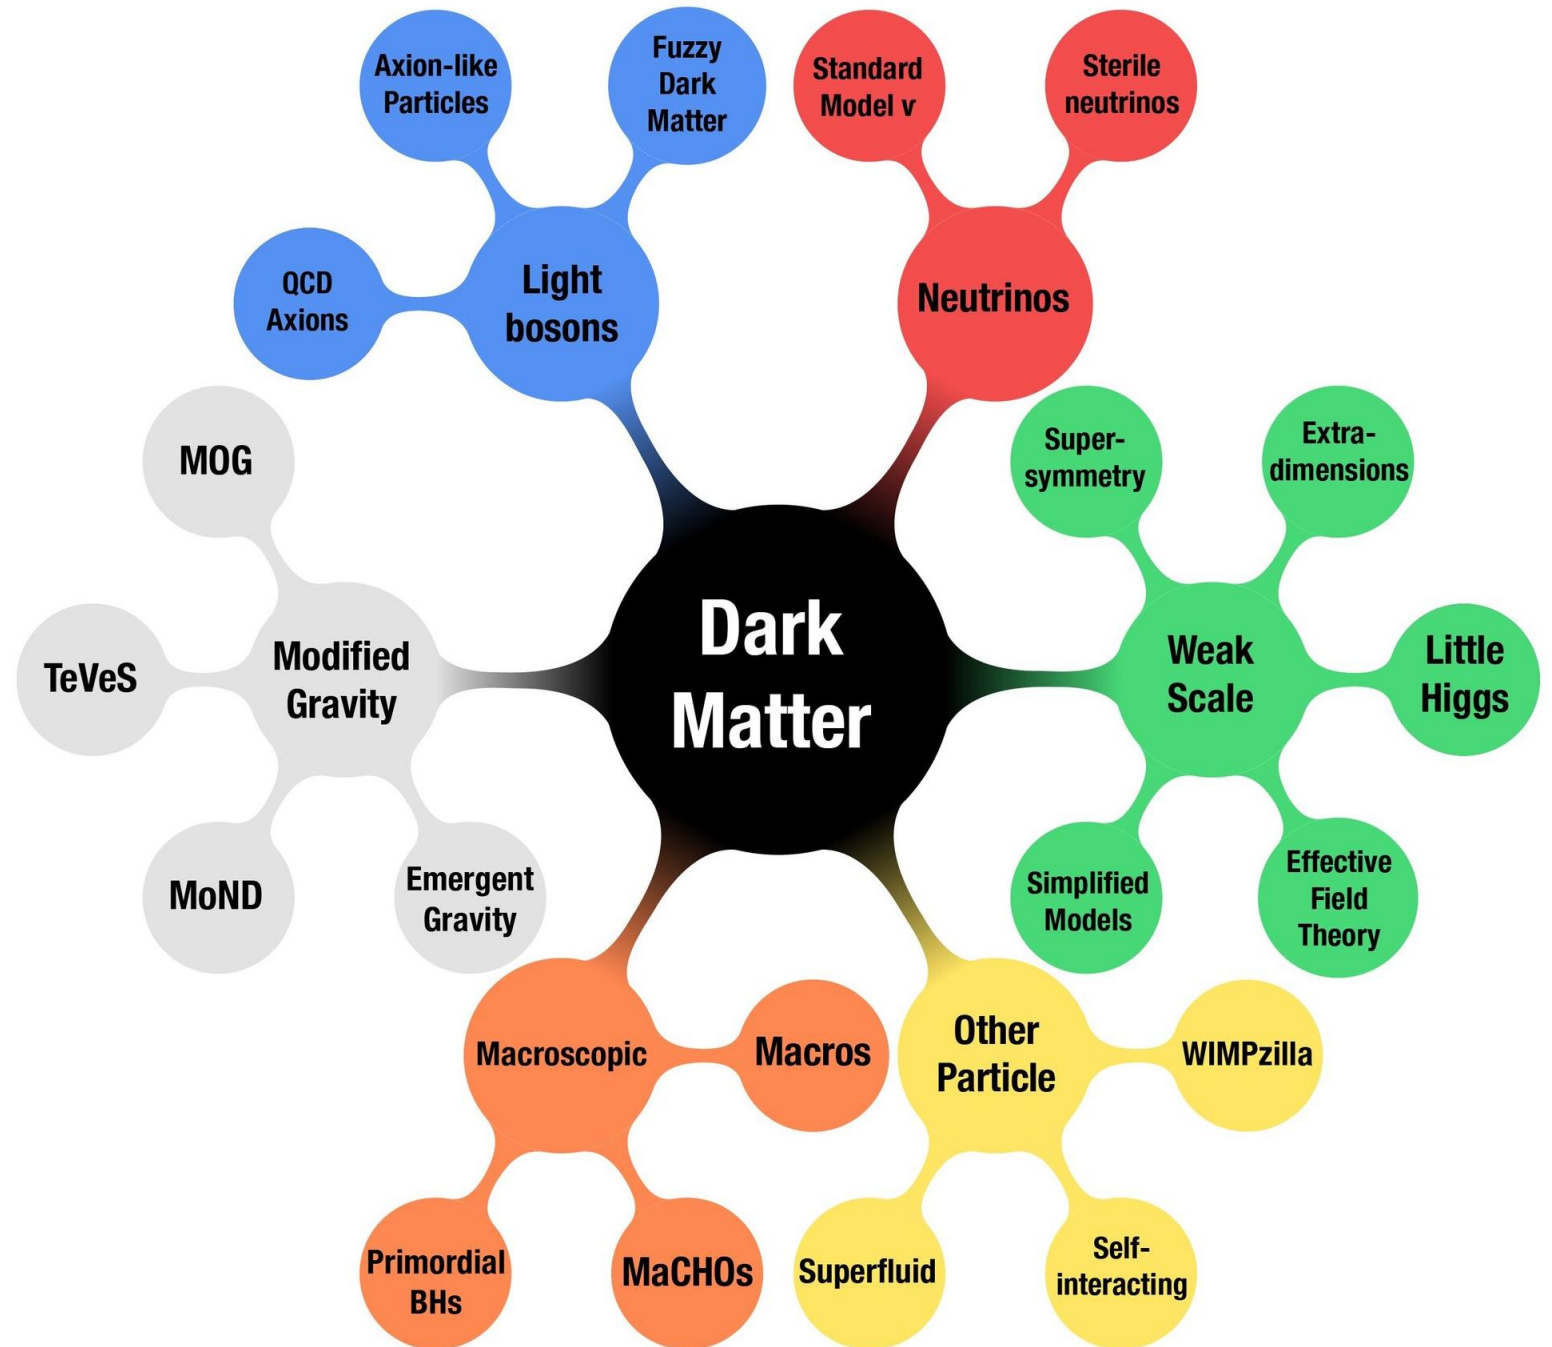 Axion-like
Particles
Fuzzy
Dark
Matter
Standard
Model ν
Sterile
neutrinos
QCD
Axions
Light
bosons
Neutrinos
MOG
Super-
symmetry
Extra-
dimensions
TeVeS
Modified
Gravity
Dark
Matter
Weak
Scale
Little
Higgs
MoND
Emergent
Gravity
Simplified
Models
Effective
Field
Theory
Macroscopic
Macros
Other
Particle
WIMPzilla
Primordial
BHs
MaCHOs
Superfluid
Self-
interacting